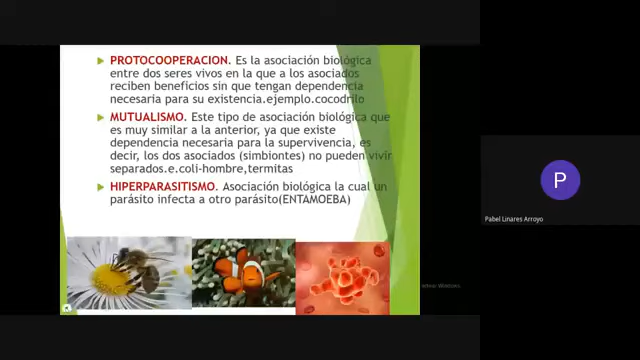 PROTOCOOPERACION. Es la asociación biológica
entre dos seres vivos en la que a los asociados
reciben beneficios sin que tengan dependencia
necesaria para su existencia.ejemplo.cocodrilo
MUTUALISMO. Este tipo de asociación biológica que
es muy similar a la anterior, ya que existe
dependencia necesaria para la supervivencia, es
decir, los dos asociados (simbiontes) no pueden vivir
separados.e.coli-hombre,termitas
HIPERPARASITISMO. Asociación biológica la cual un
parásito infecta a otro parásito(ENTAMOEBA)
P
Pabel Linares Arroyo